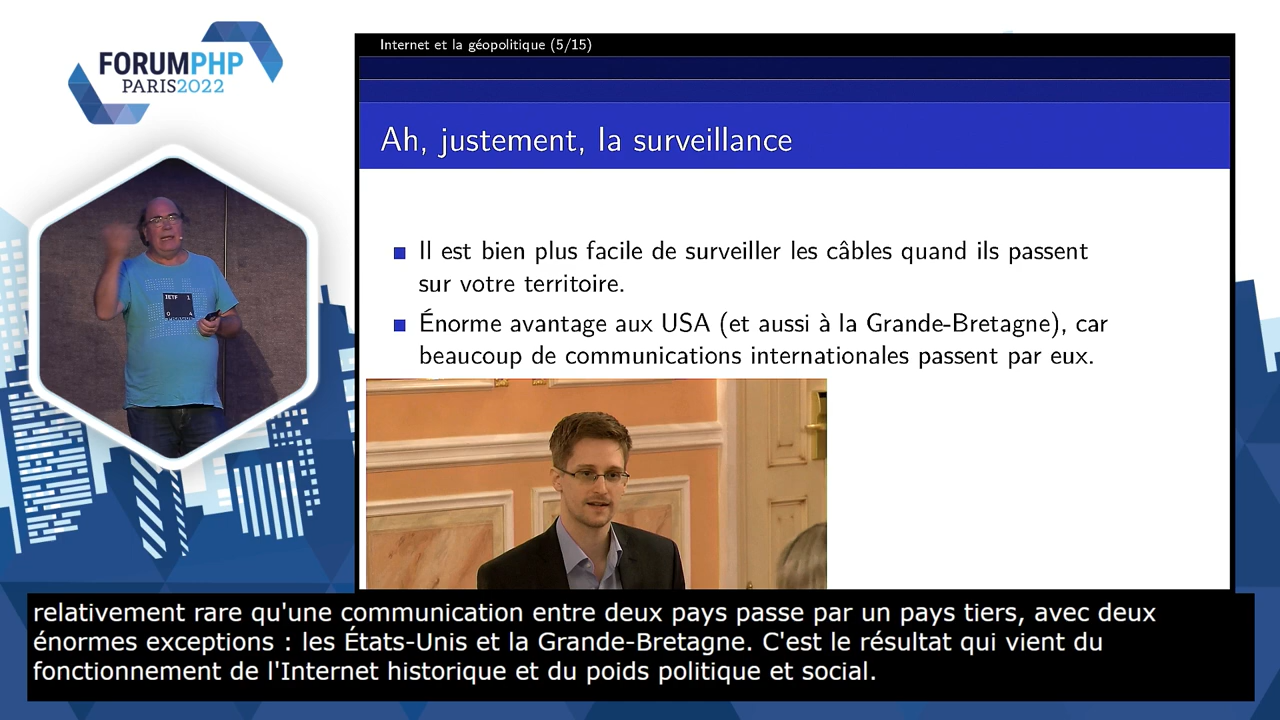 FORUMPHP
PARIS2022
Internet et la géopolitique (5/15)
Ah, justement, la surveillance
Il est bien plus facile de surveiller les câbles quand ils passent
sur votre territoire.
Énorme avantage aux USA (et aussi à la Grande-Bretagne), car
beaucoup de communications internationales passent par eux.
IETF 1
0 4
relativement rare qu'une communication entre deux pays passe par un pays tiers, avec deux
énormes exceptions : les États-Unis et la Grande-Bretagne. C'est le résultat qui vient du
fonctionnement de l'Internet historique et du poids politique et social.